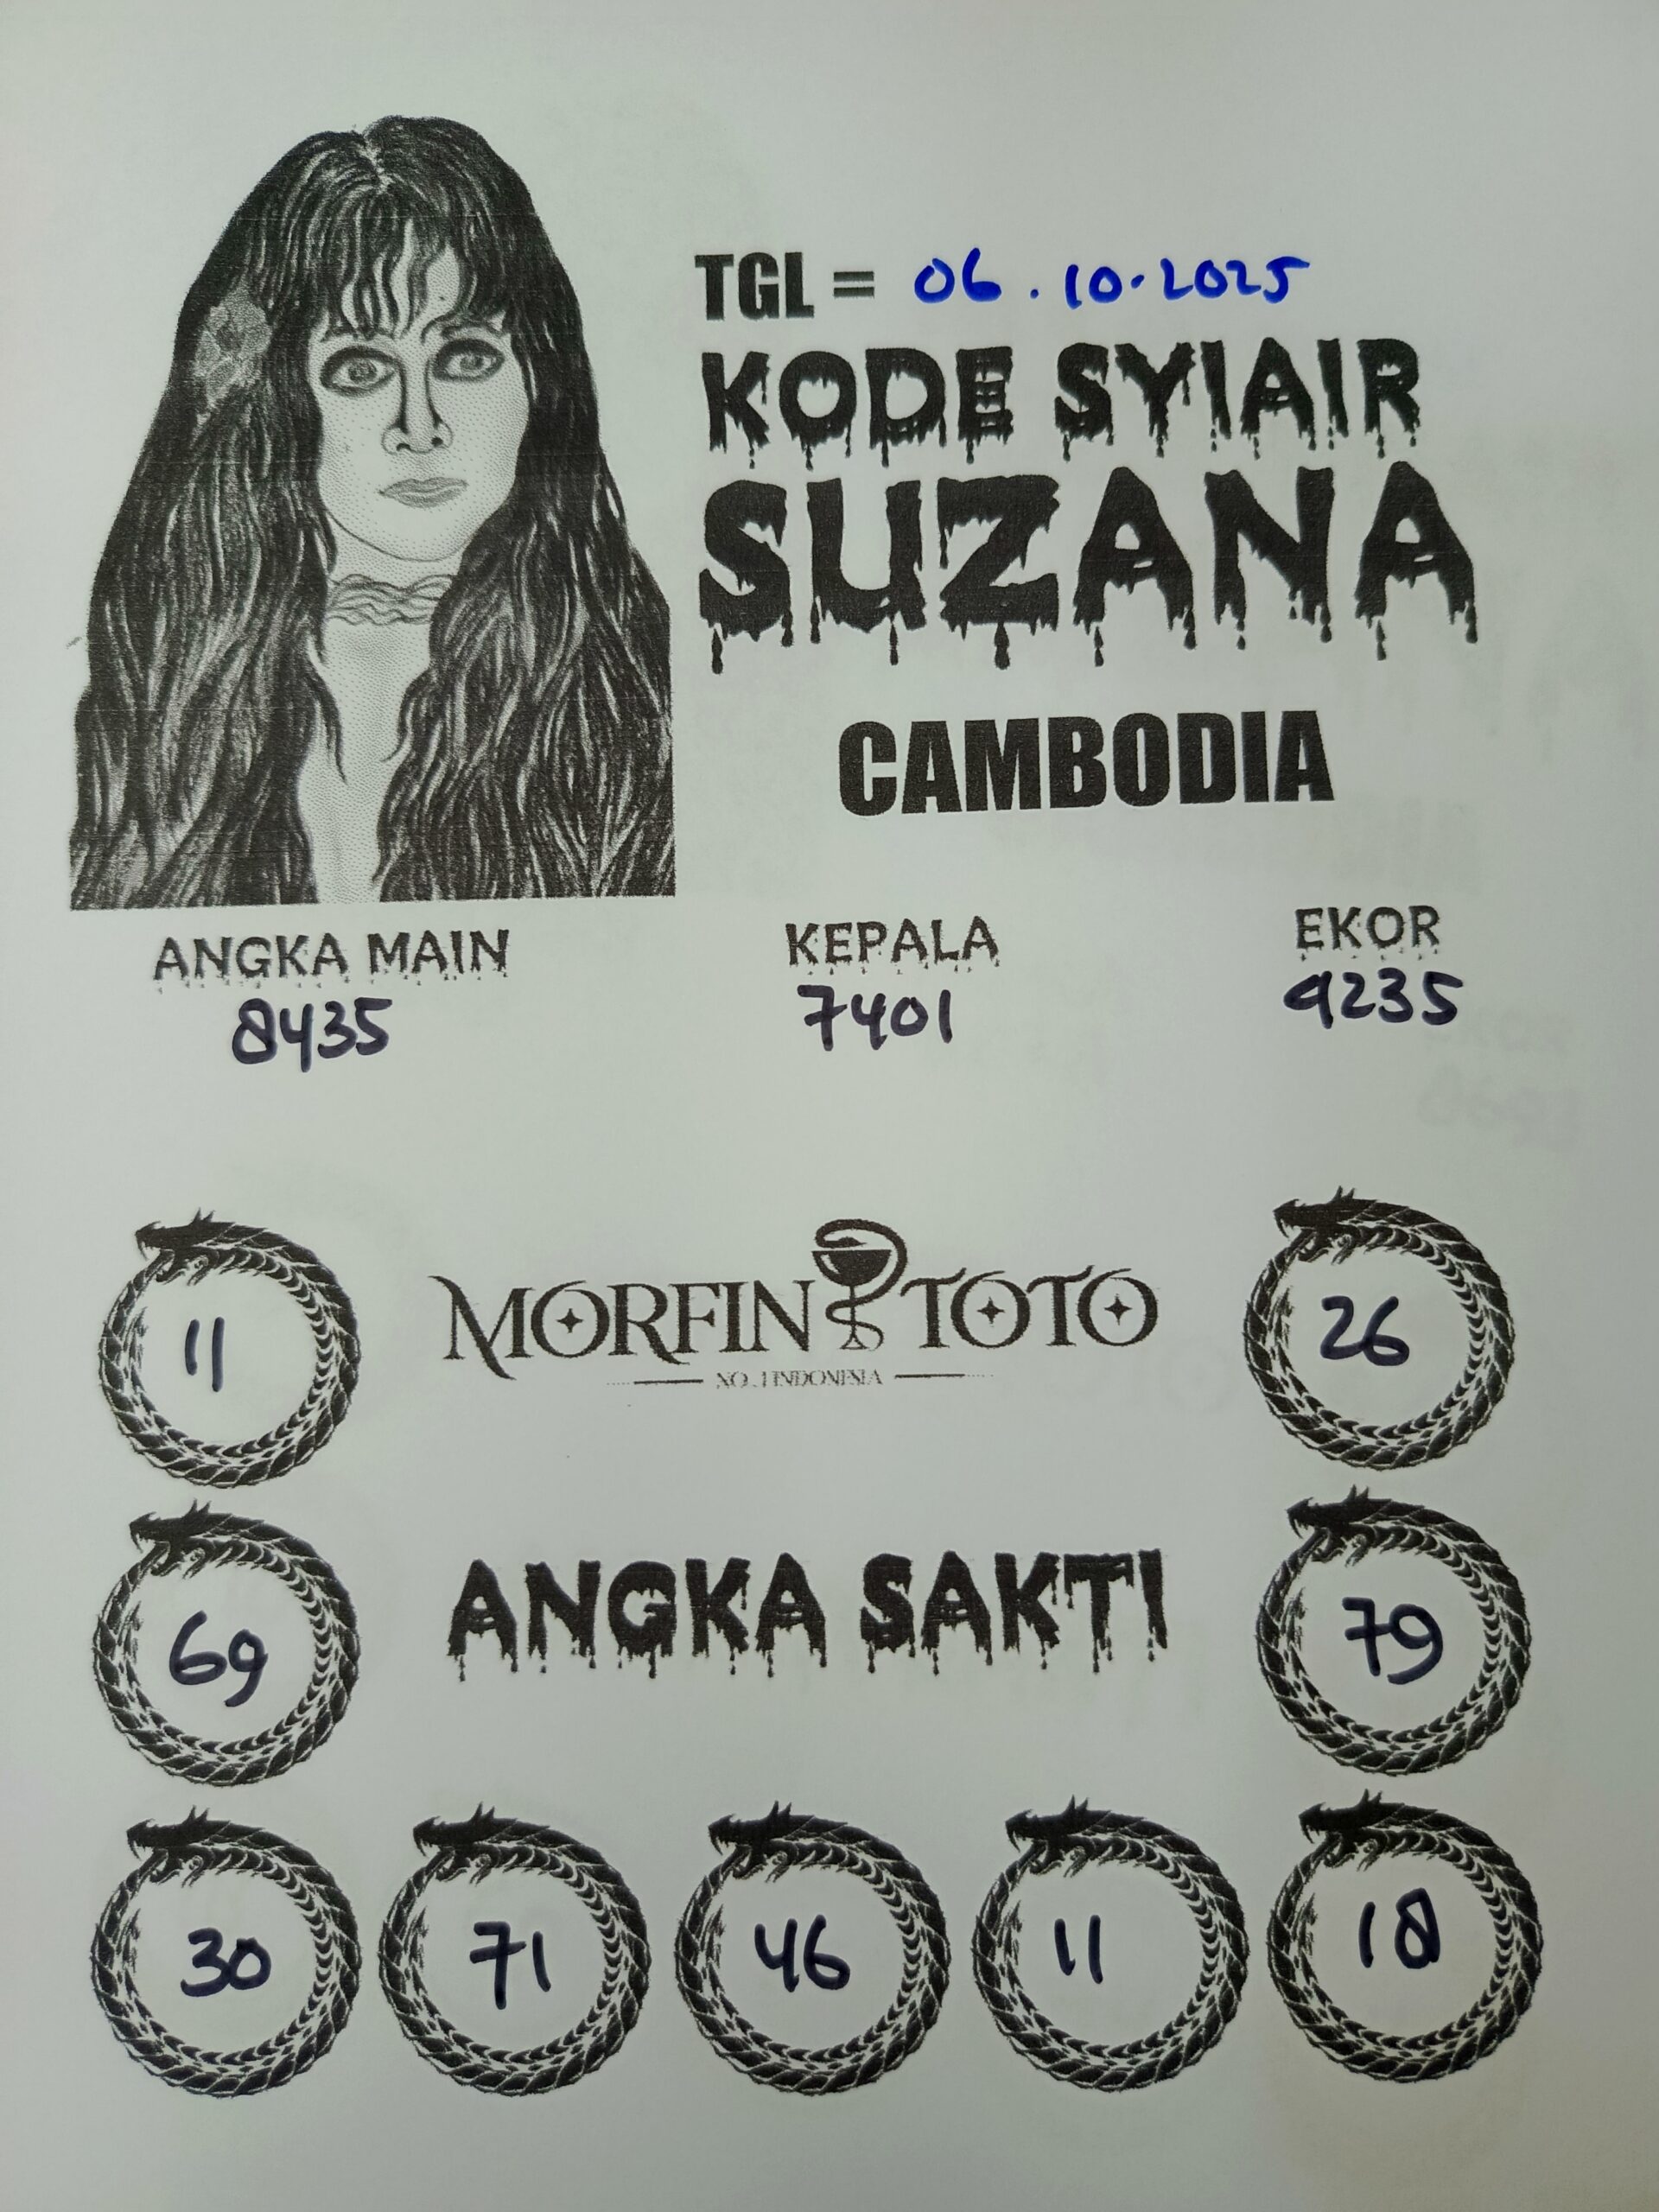 TGL = 06.10.2025
KODE SYIAIR
SUZANA
CAMBODIA
ANGKA MAIN KEPALA EKOR
8435 7401 9235
11 MORFIN TOTO 26
NO.1 INDONESIA
69 ANGKA SAKTI 79
30 71 46 11 18